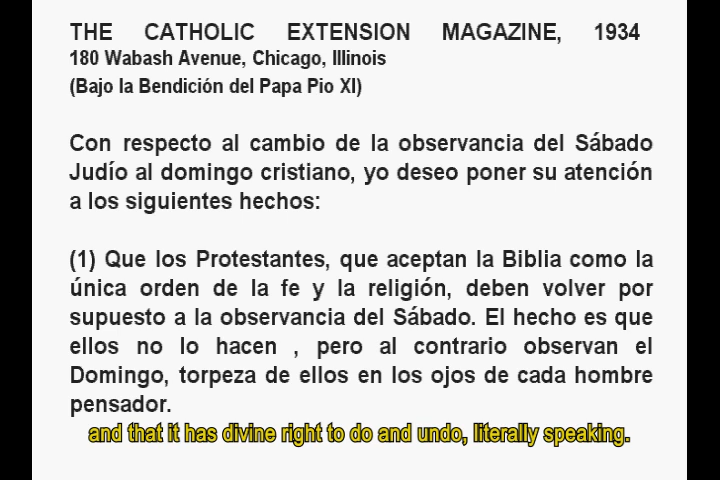 THE CATHOLIC EXTENSION MAGAZINE, 1934
180 Wabash Avenue, Chicago, Illinois
(Bajo la Bendición del Papa Pio XI)
Con respecto al cambio de la observancia del Sábado
Judío al domingo cristiano, yo deseo poner su atención
a los siguientes hechos:
(1) Que los Protestantes, que aceptan la Biblia como la
única orden de la fe y la religión, deben volver por
supuesto a la observancia del Sábado. El hecho es que
ellos no lo hacen , pero al contrario observan el
Domingo, torpeza de ellos en los ojos de cada hombre
pensador.
and that it has divine right to do and undo, literally speaking.